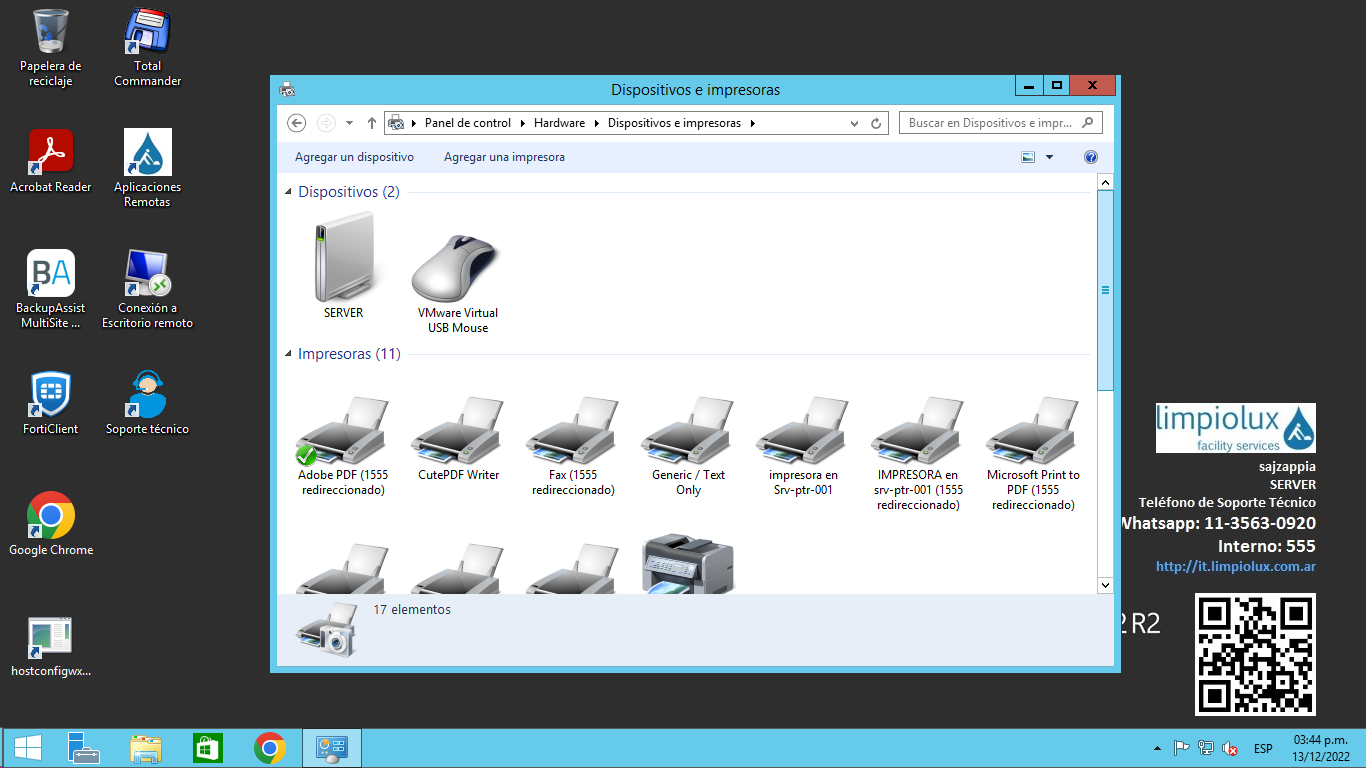 Papelera de
reciclaje
Total
Commander
Acrobat Reader
Aplicaciones
Remotas
BA
BackupAssist
MultiSite ...
Conexión a
Escritorio remoto
FortiClient
Soporte técnico
Google Chrome
hostconfigwx...
Dispositivos e impresoras
Panel de control
Hardware
Dispositivos e impresoras
Buscar en Dispositivos e impr...
Agregar un dispositivo
Agregar una impresora
Dispositivos (2)
SERVER
VMware Virtual
USB Mouse
Impresoras (11)
Adobe PDF (1555
redireccionado)
CutePDF Writer
Fax (1555
redireccionado)
Generic / Text
Only
impresora en
Srv-ptr-001
IMPRESORA en
srv-ptr-001 (1555
redireccionado)
Microsoft Print to
PDF (1555
redireccionado)
17 elementos
limpiolux
facility services
sajzappia
SERVER
Teléfono de Soporte Técnico
Whatsapp: 11-3563-0920
Interno: 555
http://it.limpiolux.com.ar
2 R2
ESP
03:44 p.m.
13/12/2022